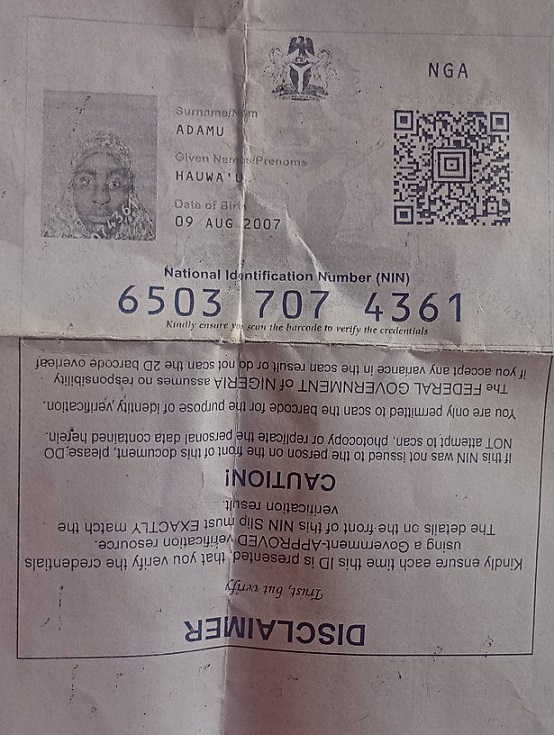 NGA
Surname/Nom
ADAMU
Given Names/Prenoms
HAUWA'U
Date of Birth
09 AUG 2007
National Identification Number (NIN)
6503 707 4361
Kindly ensure you scan the barcode to verify the credentials
DISCLAIMER
Trust, but verify
Kindly ensure each time this ID is presented, that you verify the credentials
using a Government-APPROVED verification resource.
The details on the front of this NIN Slip must EXACTLY match the
verification result.
CAUTION!
If this NIN was not issued to the person on the front of this document, please DO
NOT attempt to scan, photocopy or replicate the personal data contained herein.
You are only permitted to scan the barcode for the purpose of identity verification.
The FEDERAL GOVERNMENT of NIGERIA assumes no responsibility
if you accept any variance in the scan result or do not scan the 2D barcode overleaf